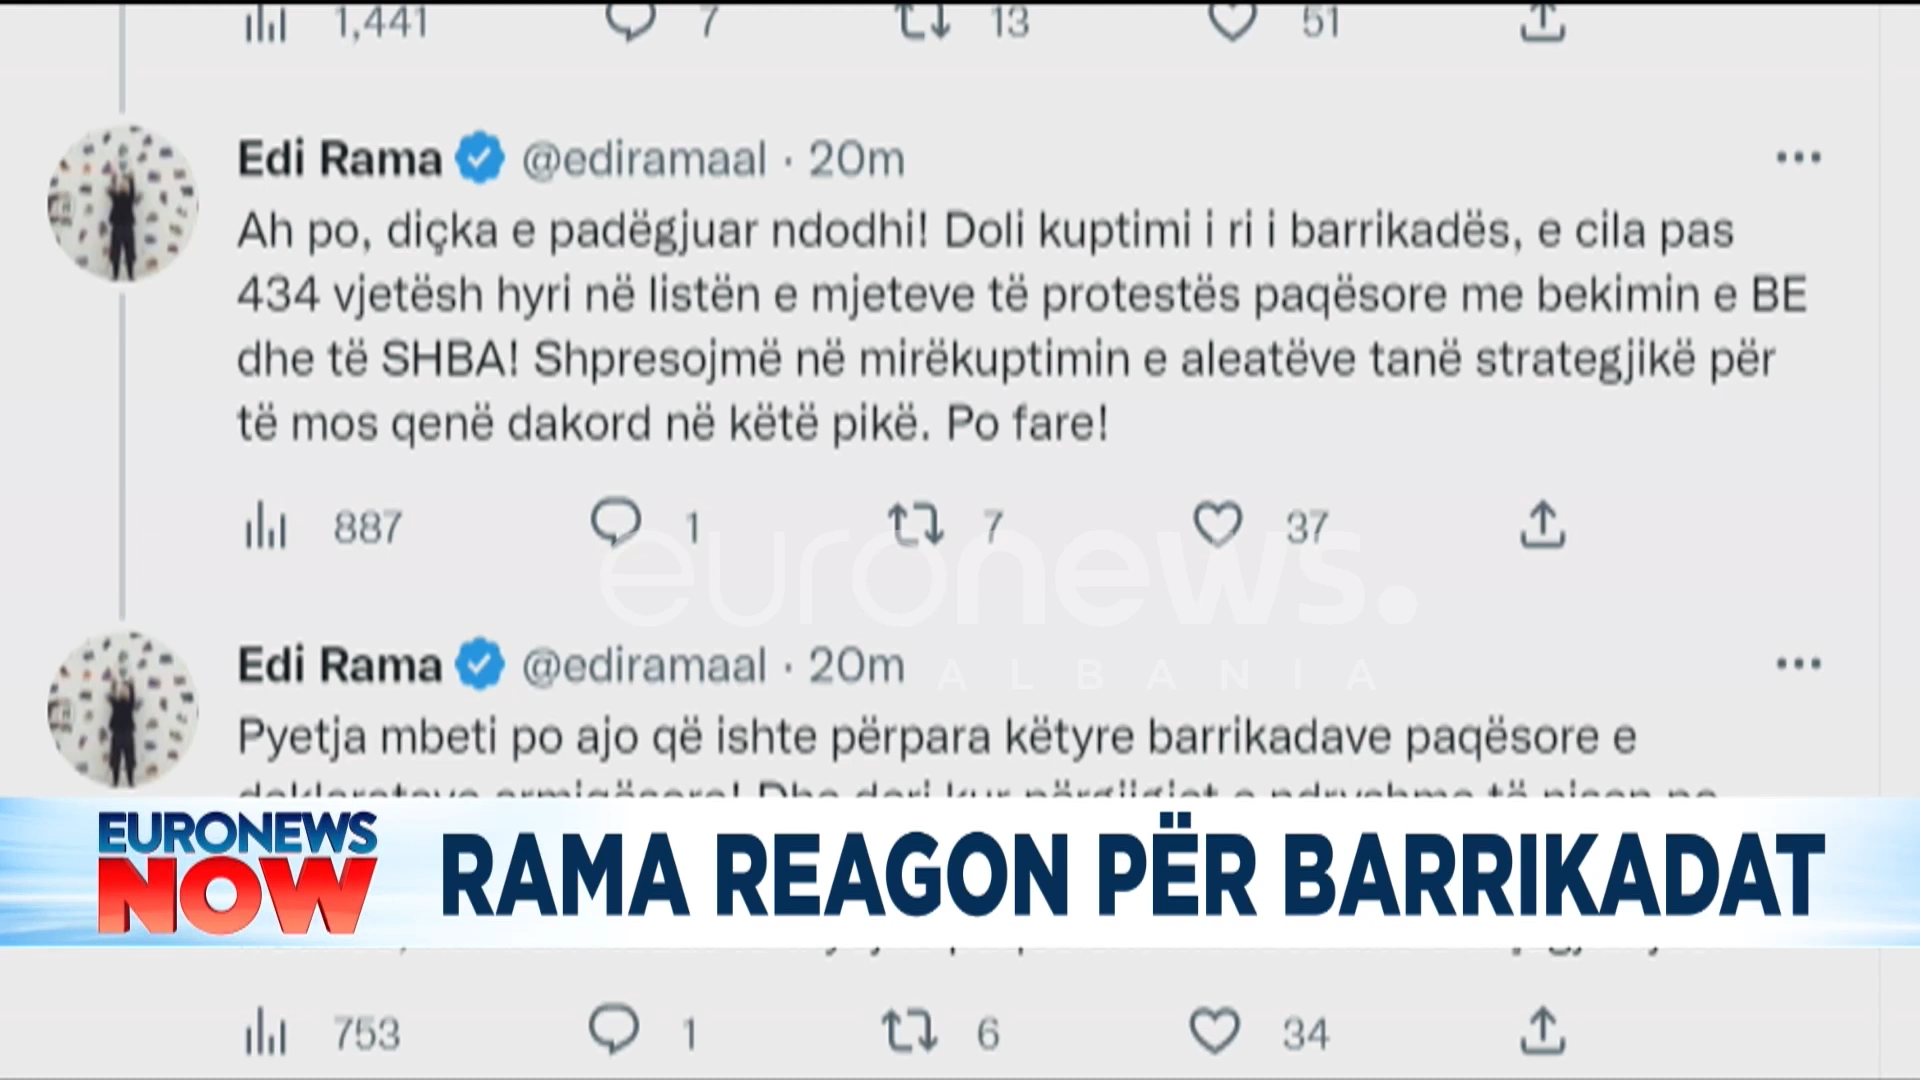 1,441 7 13 51
Edi Rama @ediramaal · 20m
Ah po, diçka e padëgjuar ndodhi! Doli kuptimi i ri i barrikadës, e cila pas
434 vjetësh hyri në listën e mjeteve të protestës paqësore me bekimin e BE
dhe të SHBA! Shpresojmë në mirëkuptimin e aleatëve tanë strategjikë për
të mos qenë dakord në këtë pikë. Po fare!
887 1 7 37
euronews.
ALBANIA
Edi Rama @ediramaal · 20m
Pyetja mbeti po ajo që ishte përpara këtyre barrikadave paqësore e
EURONEWS
NOW
RAMA REAGON PËR BARRIKADAT
753 1 6 34